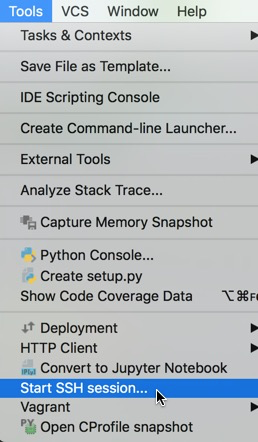 Tools VCS Window Help
Tasks & Contexts
Save File as Template...
IDE Scripting Console
Create Command-line Launcher...
External Tools
Analyze Stack Trace...
Capture Memory Snapshot
Python Console...
Create setup.py
Show Code Coverage Data ⌥⌘F
Deployment
HTTP Client
Convert to Jupyter Notebook
Start SSH session...
Vagrant
Open CProfile snapshot